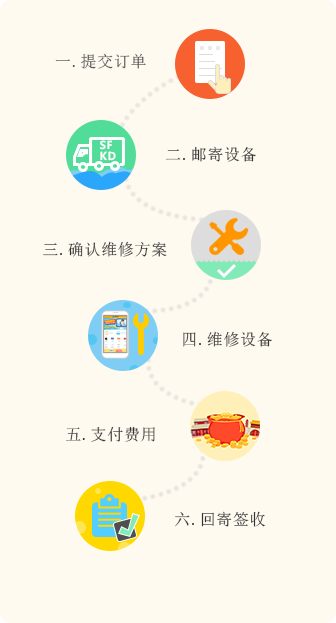 一.提交订单
SF
KD
二.邮寄设备
三.确认维修方案
四.维修设备
五.支付费用
六.回寄签收